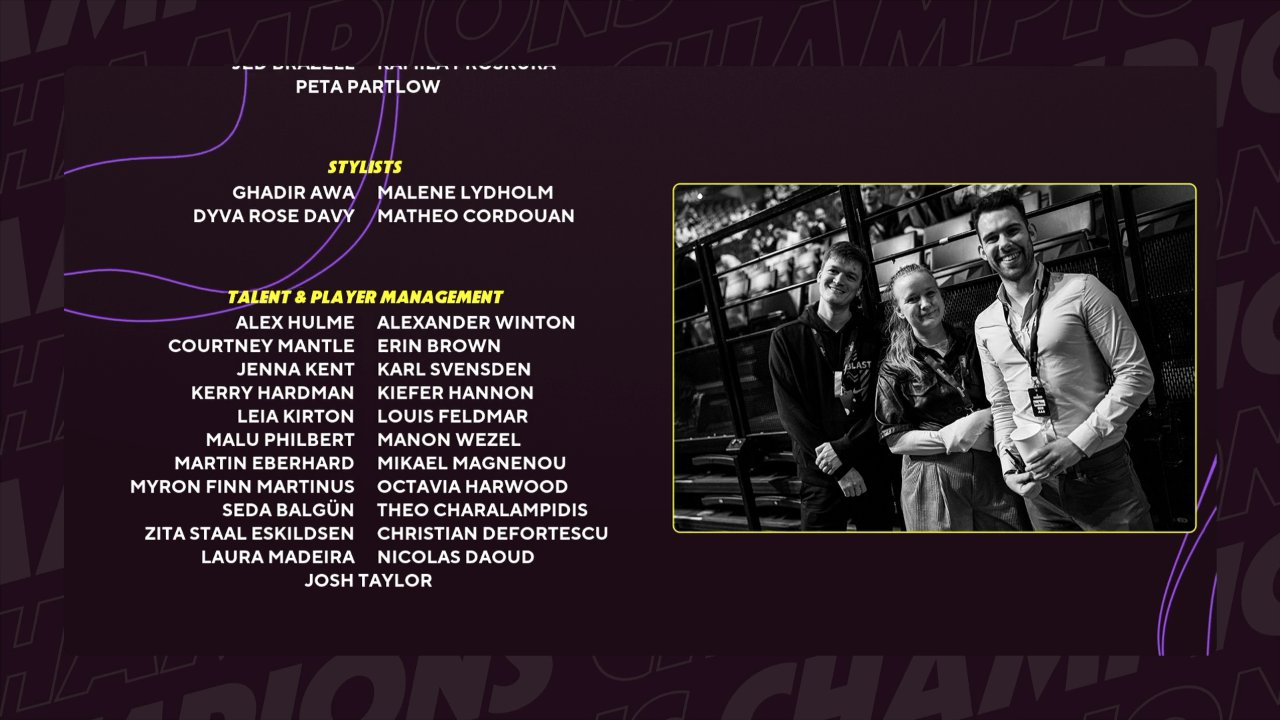 PETA PARTLOW
STYLISTS
GHADIR AWA MALENE LYDHOLM
DYVA ROSE DAVY MATHEO CORDOUAN
TALENT & PLAYER MANAGEMENT
ALEX HULME ALEXANDER WINTON
COURTNEY MANTLE ERIN BROWN
JENNA KENT KARL SVENSDEN
KERRY HARDMAN KIEFER HANNON
LEIA KIRTON LOUIS FELDMAR
MALU PHILBERT MANON WEZEL
MARTIN EBERHARD MIKAEL MAGNENOU
MYRON FINN MARTINUS OCTAVIA HARWOOD
SEDA BALGÜN THEO CHARALAMPIDIS
ZITA STAAL ESKILDSEN CHRISTIAN DEFORTESCU
LAURA MADEIRA NICOLAS DAOUD
JOSH TAYLOR
BLAST
CHAMPIONS